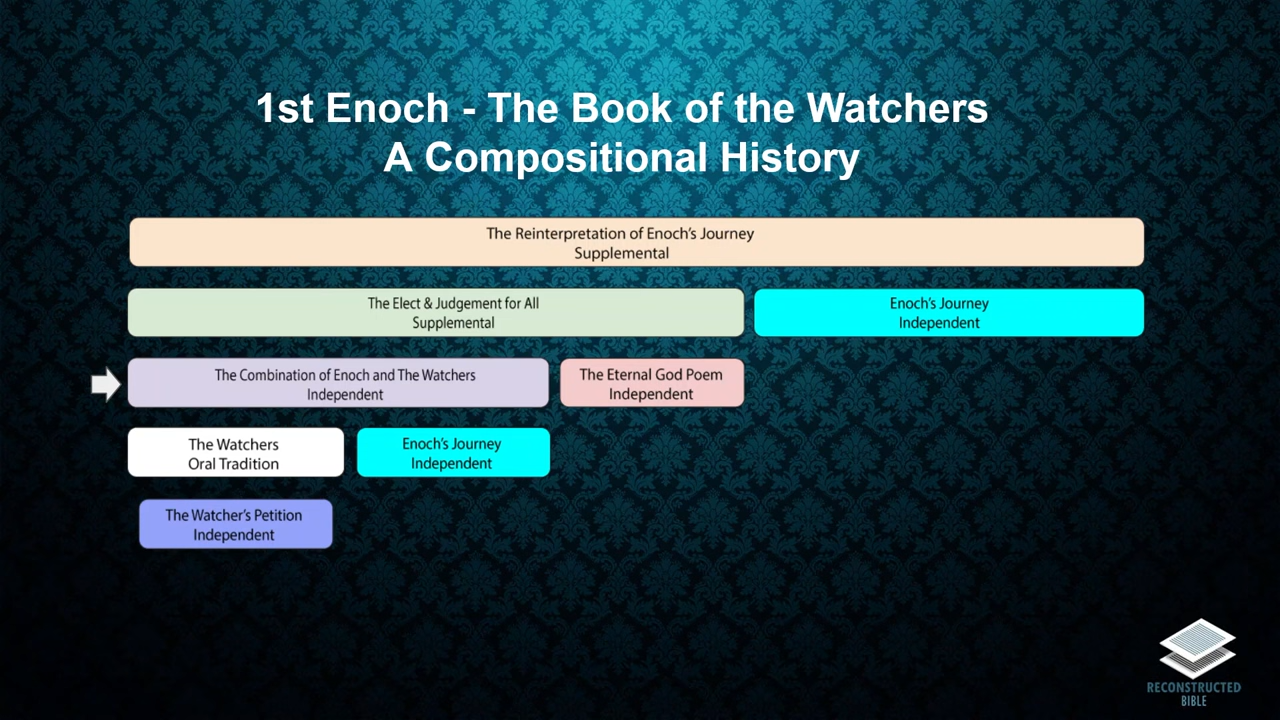 1st Enoch - The Book of the Watchers
A Compositional History
The Reinterpretation of Enoch's Journey
Supplemental
The Elect & Judgement for All
Supplemental
Enoch's Journey
Independent
The Combination of Enoch and The Watchers
Independent
The Eternal God Poem
Independent
The Watchers
Oral Tradition
Enoch's Journey
Independent
The Watcher's Petition
Independent
RECONSTRUCTED
BIBLE